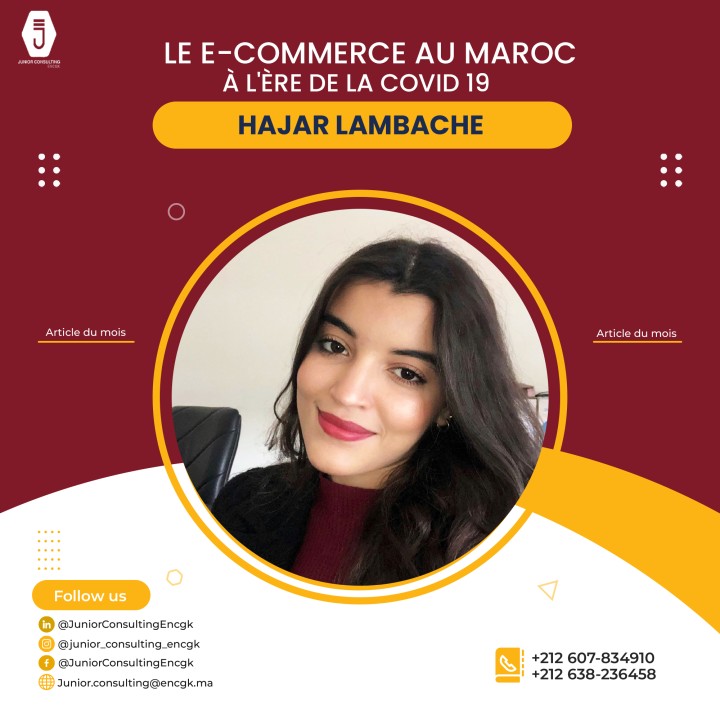 J
JUNIOR CONSULTING
ENCGK
LE E-COMMERCE AU MAROC
À L'ÈRE DE LA COVID 19
HAJAR LAMBACHE
Article du mois
Article du mois
Follow us
in @JuniorConsultingEncgk
@junior_consulting_encgk
f @JuniorConsultingEncgk
Junior.consulting@encgk.ma
+212 607-834910
+212 638-236458